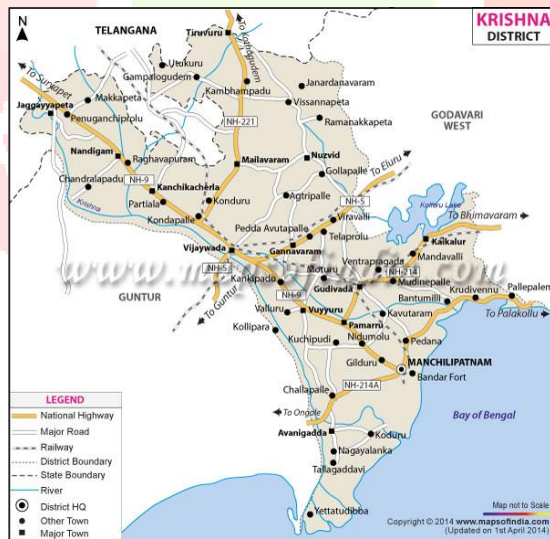 N
KRISHNA
DISTRICT
TELANGANA
Tiruvuru
To Kothagudem
To Suryapet
Utukuru
Gampalogudem
Kambhampadu
Janardanavaram
Vissannapeta
Makkapeta
Jaggayyapeta
Penuganchiprolu
Ramanakkapeta
NH-221
GODAVARI
WEST
Nandigam
Raghavapuram
Mailavaram
Nuzvid
To Eluru
NH-9
Gollapalle
Chandralapadu
Kanchikacherla
NH-5
Kolleru Lake
Krishna
Partiala
Konduru
Agtripalle
To Bhimavaram
Kondapalle
Viravalli
Pedda Avutapalle
Telaprolu
Kaikalur
Vijaywada
Gannavaram
Mandavalli
www.mapsofindia.com
Ventrapragada
NH-5
Moturu
NH-214
Kankipadu
Gudivada
Mudinepalle
Pallepalem
GUNTUR
NH-9
Bantumilli
Krudivennu
To Guntur
Valluru
Vuyyuru
Kavutaram
To Palakollu
Pamarru
Kollipara
Kuchipudi
Nidumolu
Pedana
Gilduru
MANCHILIPATNAM
Bandar Fort
NH-214A
Challapalle
To Ongole
Bay of Bengal
Avanigadda
Koduru
Nagayalanka
Tallagaddavi
Yettatudibba
LEGEND
National Highway
Major Road
Railway
District Boundary
State Boundary
River
District HQ
Other Town
Major Town
Map not to Scale
Copyright © 2014 www.mapsofindia.com
(Updated on 1st April 2014)